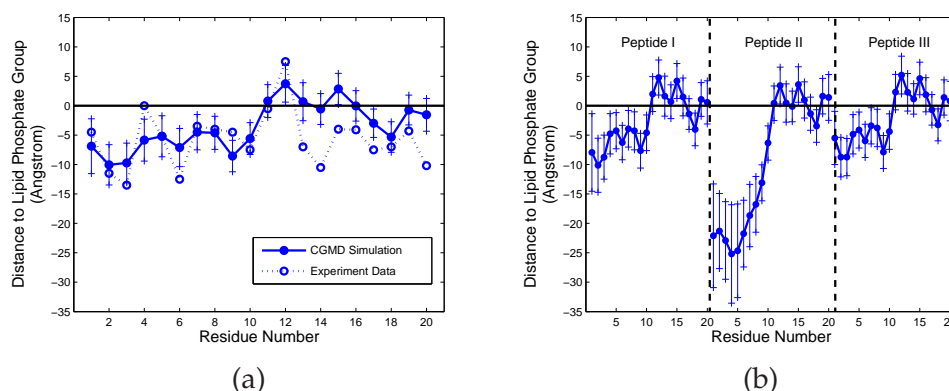 15
10
5
0
−5
−10
−15
−20
−25
−30
−35
Distance to Lipid Phosphate Group
(Angstrom)
CGMD Simulation
Experiment Data
2 4 6 8 10 12 14 16 18 20
Residue Number
(a)
15
10
5
0
−5
−10
−15
−20
−25
−30
−35
Distance to Lipid Phosphate Group
(Angstrom)
Peptide I Peptide II Peptide III
5 10 15 20 5 10 15 20 5 10 15
Residue Number
(b)